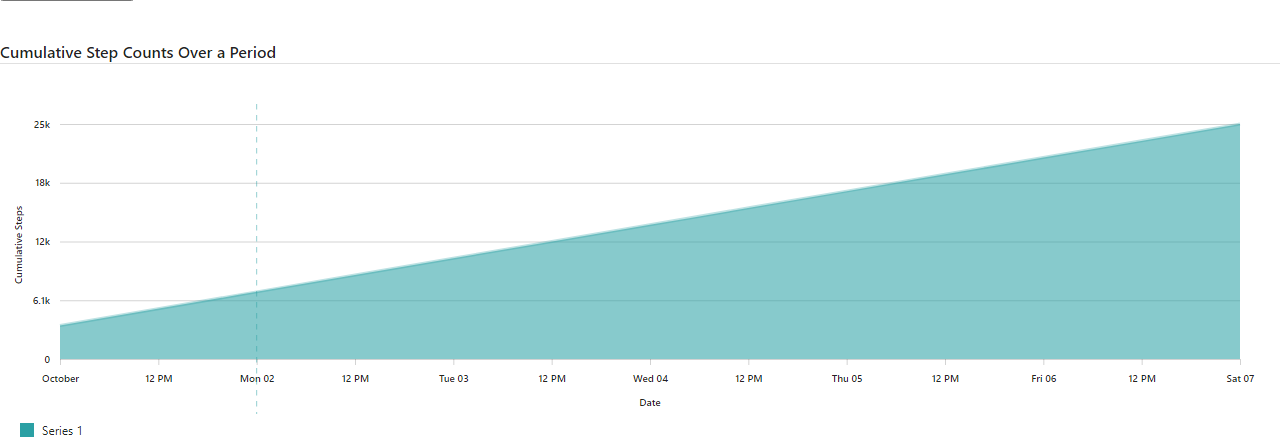 Cumulative Step Counts Over a Period
25k
18k
12k
6.1k
0
Cumulative Steps
October 12 PM Mon 02 12 PM Tue 03 12 PM Wed 04 12 PM Thu 05 12 PM Fri 06 12 PM Sat 07
Date
Series 1